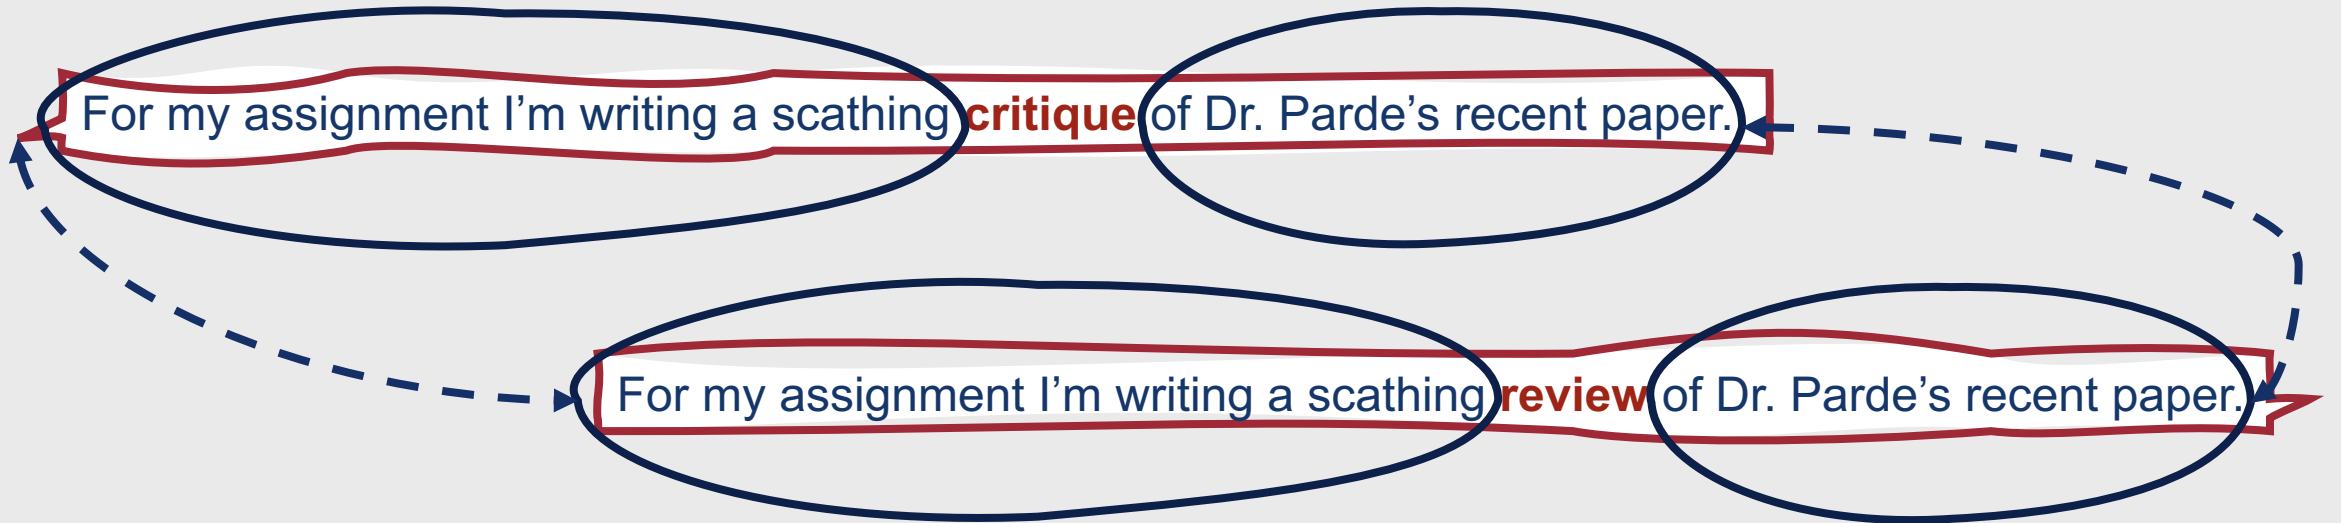 For my assignment I’m writing a scathing critique of Dr. Parde’s recent paper.
For my assignment I’m writing a scathing review of Dr. Parde’s recent paper.